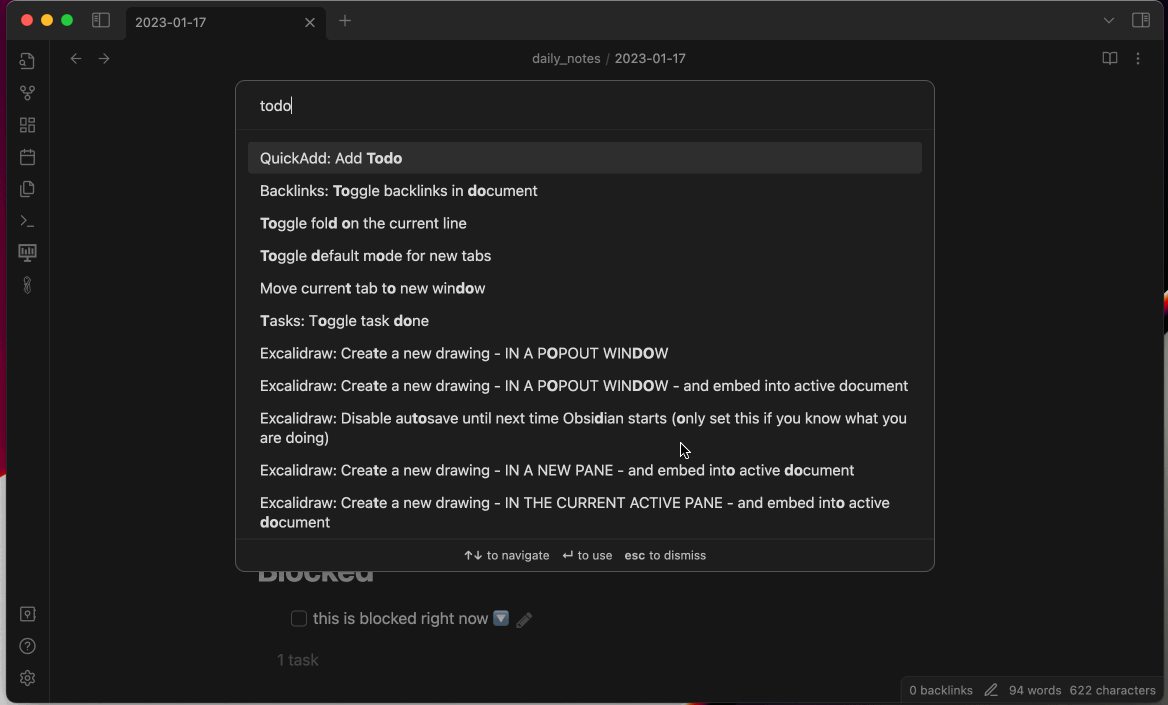 2023-01-17
daily_notes / 2023-01-17
todo
QuickAdd: Add Todo
Backlinks: Toggle backlinks in document
Toggle fold on the current line
Toggle default mode for new tabs
Move current tab to new window
Tasks: Toggle task done
Excalidraw: Create a new drawing - IN A POPOUT WINDOW
Excalidraw: Create a new drawing - IN A POPOUT WINDOW - and embed into active document
Excalidraw: Disable autosave until next time Obsidian starts (only set this if you know what you
are doing)
Excalidraw: Create a new drawing - IN A NEW PANE - and embed into active document
Excalidraw: Create a new drawing - IN THE CURRENT ACTIVE PANE - and embed into active
document
↑↓ to navigate ↵ to use esc to dismiss
Blocked
this is blocked right now
1 task
0 backlinks 94 words 622 characters